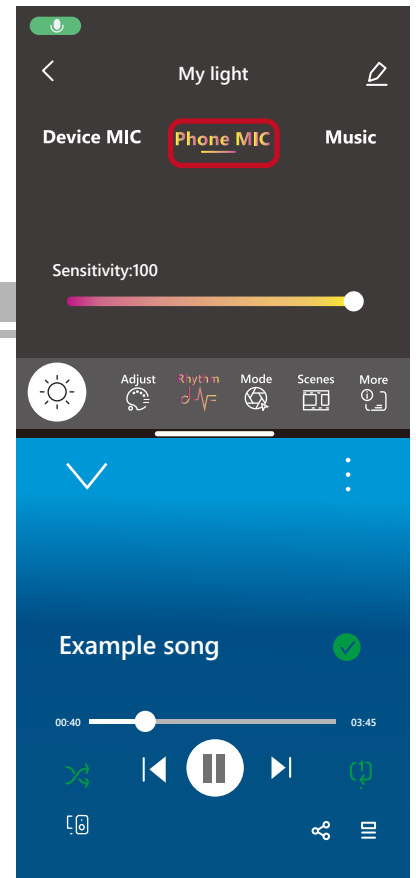 My light
Device MIC Phone MIC Music
Sensitivity:100
Adjust Rhythm Mode Scenes More
Example song
00:40 03:45